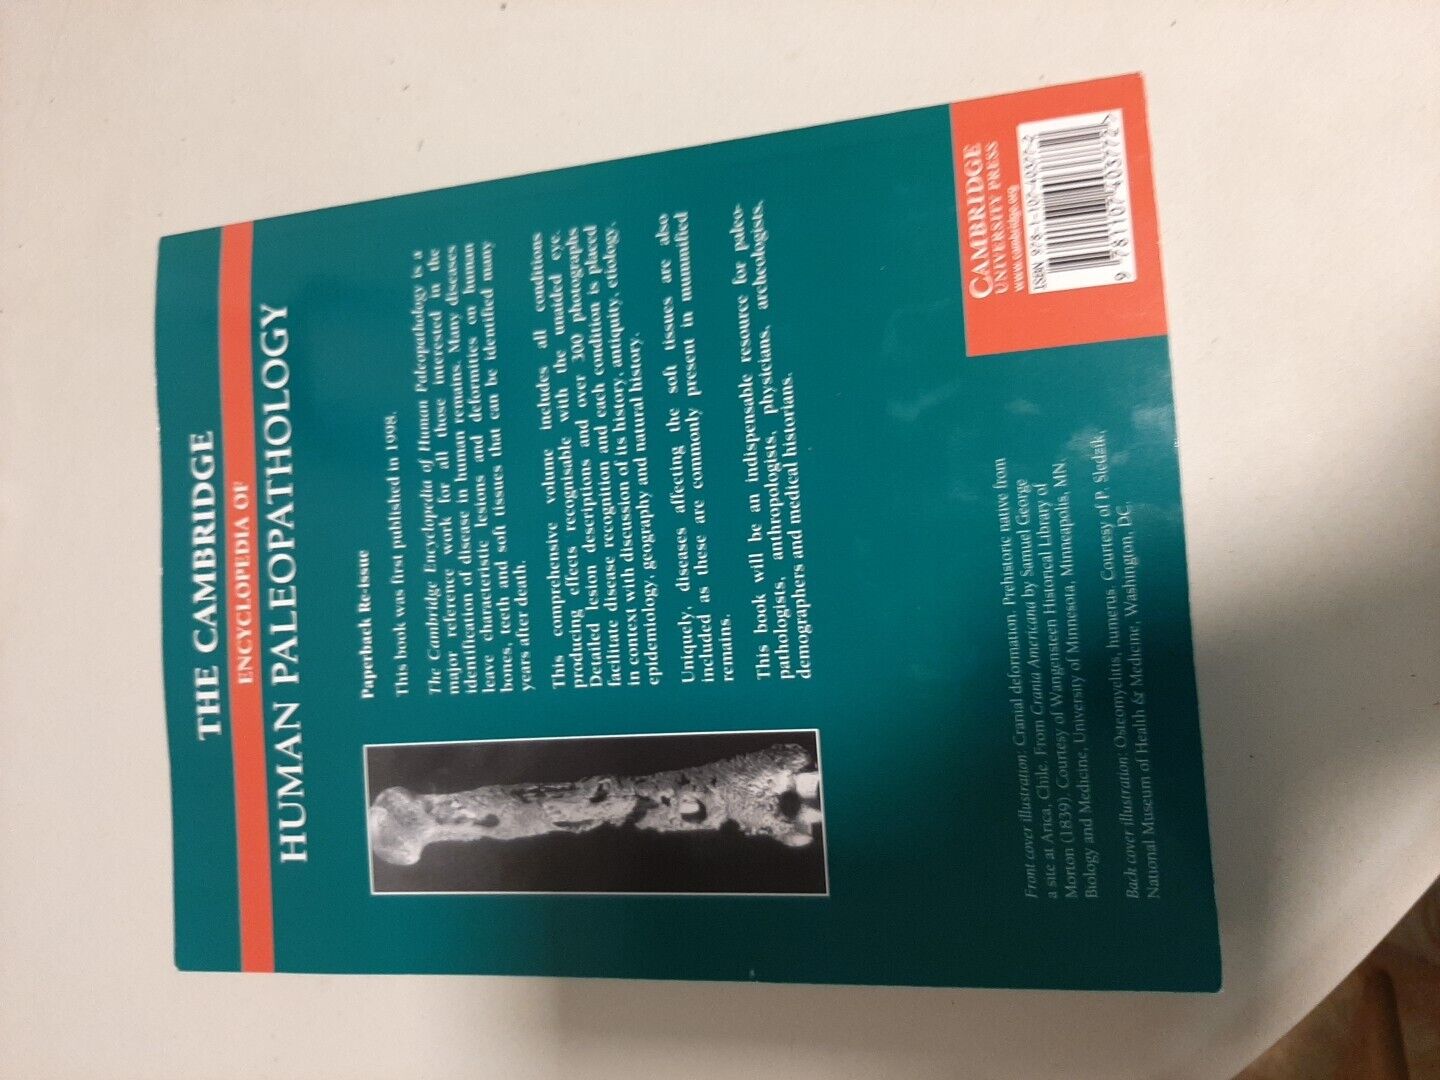 THE CAMBRIDGE
ENCYCLOPEDIA OF
HUMAN PALEOPATHOLOGY
Paperback Re-issue
This book was first published in 1998.
The Cambridge Encyclopedia of Human Paleopathology is a
major reference work for all those interested in the
identification of disease in human remains. Many diseases
leave characteristic lesions and deformities on human
bones, teeth and soft tissues that can be identified many
years after death.
This comprehensive volume includes all conditions
producing effects recognisable with the unaided eye.
Detailed lesion descriptions and over 300 photographs
facilitate disease recognition and each condition is placed
in context with discussion of its history, antiquity, etiology,
epidemiology, geography and natural history.
Uniquely, diseases affecting the soft tissues are also
included as these are commonly present in mummified
remains.
This book will be an indispensable resource for paleo-
pathologists, anthropologists, physicians, archeologists,
demographers and medical historians.
Front cover illustration: Cranial deformation. Prehistoric native from
a site at Arica, Chile. From Crania Americana by Samuel George
Morton (1839). Courtesy of Wangensteen Historical Library of
Biology and Medicine, University of Minnesota, Minneapolis, MN.
Back cover illustration: Osteomyelitis, humerus. Courtesy of P. Sledzik,
National Museum of Health & Medicine, Washington, DC.
CAMBRIDGE
UNIVERSITY PRESS
www.cambridge.org
ISBN 978-1-107-40377-2
9 781107 403772